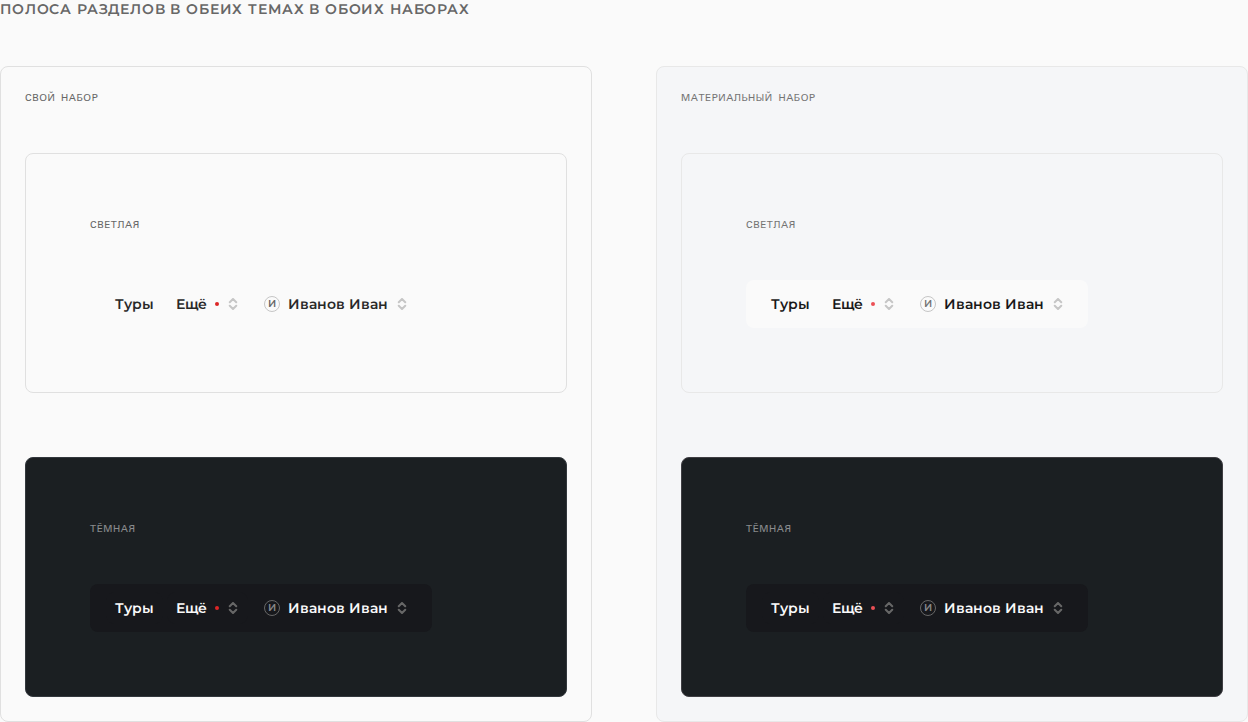 ПОЛОСА РАЗДЕЛОВ В ОБЕИХ ТЕМАХ В ОБОИХ НАБОРАХ
СВОЙ НАБОР
СВЕТЛАЯ
Туры Ещё И Иванов Иван
ТЁМНАЯ
Туры Ещё И Иванов Иван
МАТЕРИАЛЬНЫЙ НАБОР
СВЕТЛАЯ
Туры Ещё И Иванов Иван
ТЁМНАЯ
Туры Ещё И Иванов Иван